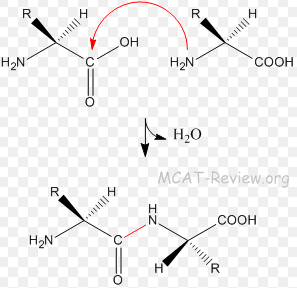 R H OH R H
H₂N C H₂N COOH
O
H₂O
MCAT-Review.org
R H H COOH
H₂N C N
O H R